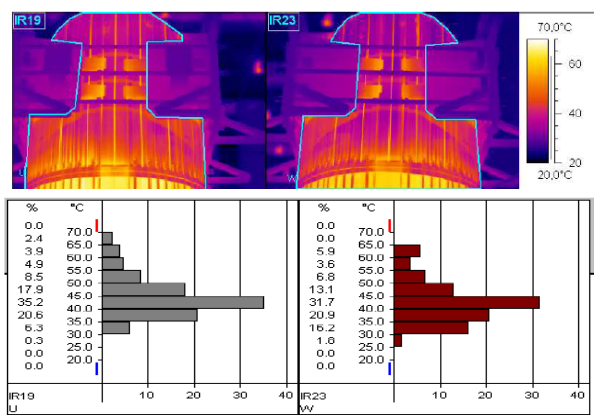 IR19
IR23
70,0°C
60
40
20
20,0°C
U
W
% °C
0.0
2.4 70.0
3.9 65.0
4.9 60.0
8.5 55.0
17.9 50.0
35.2 45.0
20.6 40.0
6.3 35.0
0.3 30.0
0.0 25.0
0.0 20.0
IR19 10 20 30 40
U
% °C
0.0
0.0 70.0
5.9 65.0
3.6 60.0
6.8 55.0
13.1 50.0
31.7 45.0
20.9 40.0
16.2 35.0
1.8 30.0
0.0 25.0
0.0 20.0
IR23 10 20 30 40
W